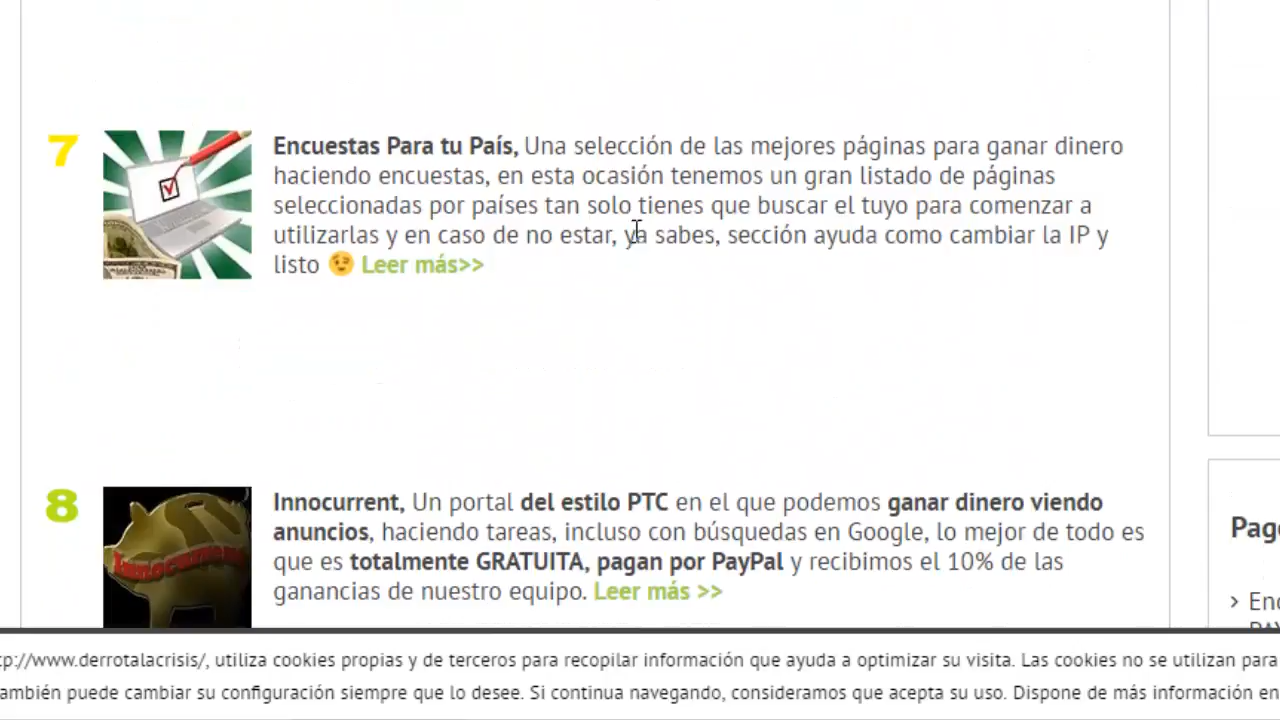 7
Encuestas Para tu País, Una selección de las mejores páginas para ganar dinero
haciendo encuestas, en esta ocasión tenemos un gran listado de páginas
seleccionadas por países tan solo tienes que buscar el tuyo para comenzar a
utilizarlas y en caso de no estar, ya sabes, sección ayuda como cambiar la IP y
listo 😉 Leer más>>
8
Innocurrent, Un portal del estilo PTC en el que podemos ganar dinero viendo
anuncios, haciendo tareas, incluso con búsquedas en Google, lo mejor de todo es
que es totalmente GRATUITA, pagan por PayPal y recibimos el 10% de las
ganancias de nuestro equipo. Leer más >>
Innocurrent
Pag
> En
tp://www.derrotalacrisis/, utiliza cookies propias y de terceros para recopilar información que ayuda a optimizar su visita. Las cookies no se utilizan para
ambién puede cambiar su configuración siempre que lo desee. Si continua navegando, consideramos que acepta su uso. Dispone de más información en